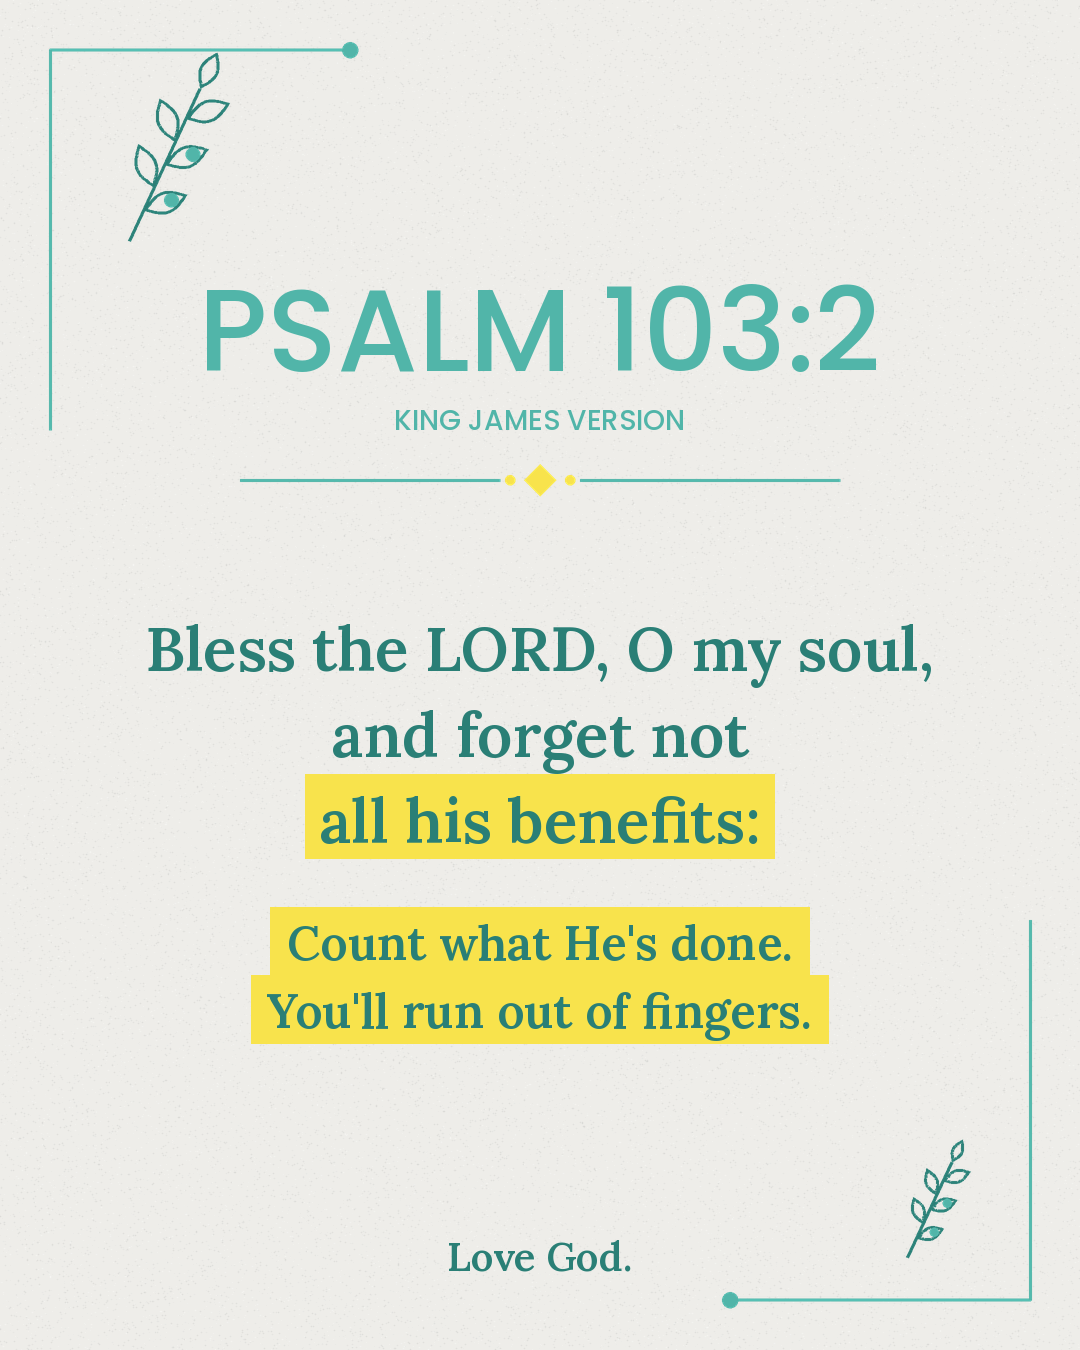 PSALM 103:2
KING JAMES VERSION
Bless the LORD, O my soul,
and forget not
all his benefits:
Count what He's done.
You'll run out of fingers.
Love God.